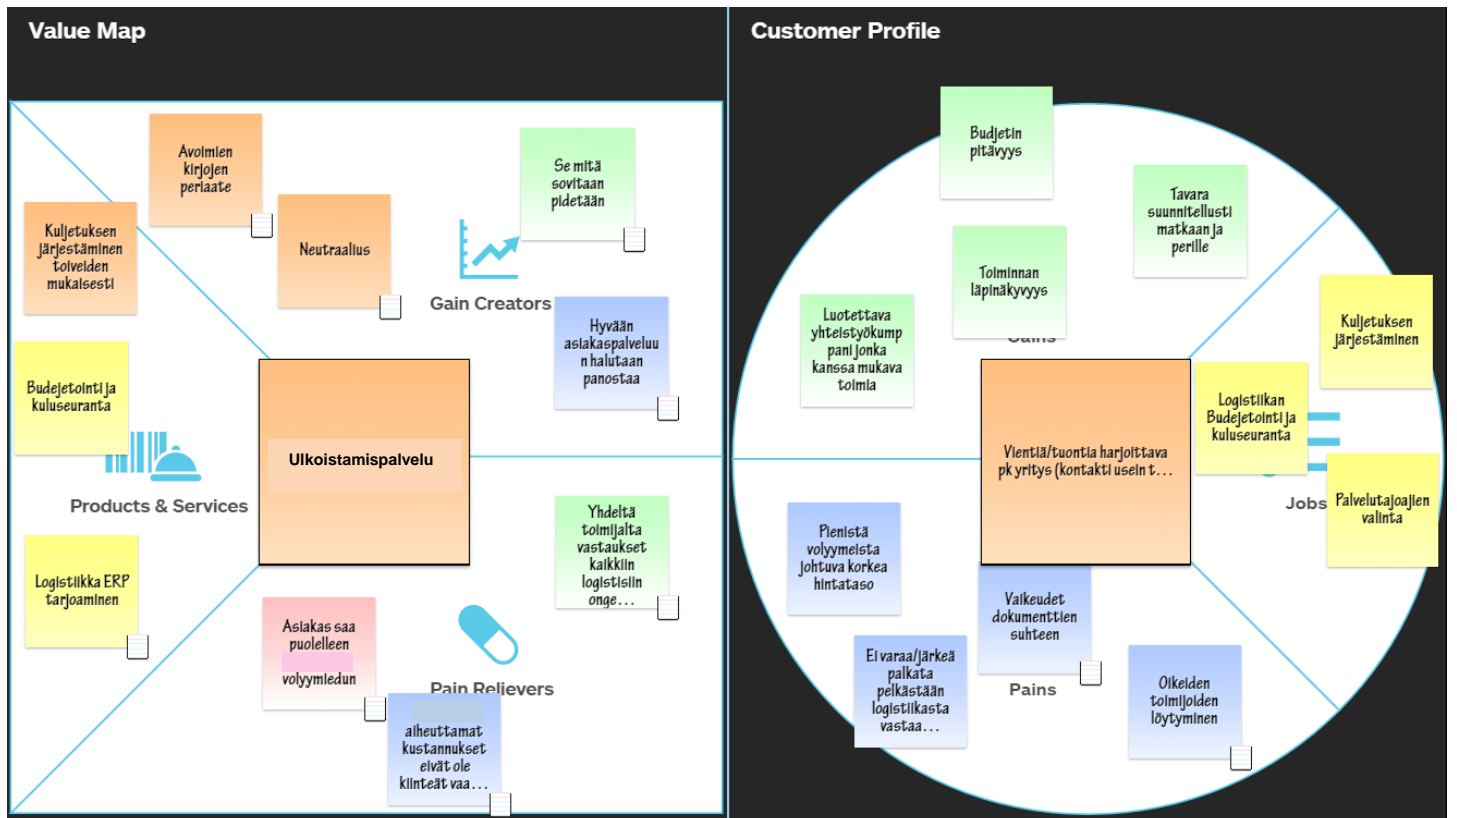 Value Map
Avoimien
kirjojen
periaate
Se mitä
sovitaan
pidetään
Kuljetuksen
järjestäminen
toiveiden
mukaisesti
Neutraalius
Gain Creators
Hyvään
asiakaspalveluu
n halutaan
panostaa
Budejetointi ja
kuluseuranta
Ulkoistamispalvelu
Products & Services
Logistiikka ERP
tarjoaminen
Yhdeltä
toimijalta
vastaukset
kaikkiin
logistisiin
onge...
Asiakas saa
puolelleen
volyymiedun
Pain Relievers
aiheuttamat
kustannukset
eivät ole
kiinteät vaa...
Customer Profile
Budjetin
pitävyys
Tavara
suunnitellusti
matkaan ja
perille
Toiminnan
läpinäkyvyys
Gains
Luotettava
yhteistyökump
pani jonka
kanssa mukava
toimia
Kuljetuksen
järjestäminen
Logistiikan
Budejetointi ja
kuluseuranta
Vientiä/tuontia harjoittava
pk yritys (kontakti usein t...
Jobs
Palvelutajoajien
valinta
Pienistä
volyymeista
johtuva korkea
hintataso
Vaikeudet
dokumenttien
suhteen
Ei varaa/järkeä
palkata
pelkästään
logistiikasta
vastaa...
Pains
Oikeiden
toimijoiden
löytyminen